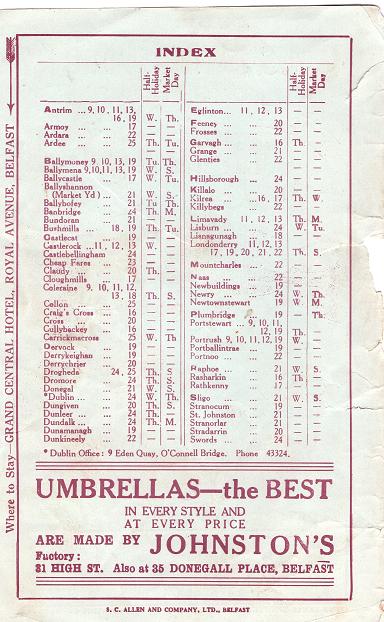 INDEX
Half-Holiday Market Day
Antrim ... 9, 10, 11, 13,
16, 19 W. Th.
Armoy ... ... 17 — —
Ardara ... ... 22 — —
Ardee ... ... 25 Th. Tu.
Ballymoney 9. 10, 13, 19 Tu. Th.
Ballymena 9,10,11, 13, 19 W. S.
Ballycastle ... 17 W. Tu.
Ballyshannon
(Market Yd) ... 21 W. S.
Ballybofey ... 21 Tu Th.
Banbridge ... 24 Th. M.
Bundoran ... 21 — —
Bushmills ... 18, 19 Th. Tu.
Castlecat ... 19 — —
Castlerock ... 11, 12, 13 W. —
Castlebellingham 24 — —
Cheap Fares ... 23 — —
Claudy ... ... 20 Th. —
Cloughmills 17 — —
Coleraine 9, 10, 11, 12,
13, 18 Th. S.
Collon ... ... 25 — —
Craig's Cross ... 16 — —
Cross ... ... 20 — —
Cullybackey ... 16 — —
Carrickmacross 25 W. Th
Dervock ... 19 — —
Derrykeighan ... 19 — —
Derrychrier ... 20 — —
Drogheda 24, 25 Th. S
Dromore ... 24 Th. S.
Donegal ... 21 W. S.
*Dublin ... ... 24 W. Th.
Dungiven ... 20 Th. S.
Dunleer ... ... 24 Th. —
Dundalk ... ... 24 Th. M.
Dunamanagh ... 19 — —
Dunkineely ... 22 — —
Half-Holiday Market Day
Eglinton ... 11, 12, 13 — —
Feeney ... ... 20 — —
Frosses ... 22 — —
Garvagh ... ... 16 Th. —
Grange ... ... 21 — —
Glenties ... 22 — —
Hillsborough ... 24 — —
Killalo ... ... 20 — —
Kilrea ... ... 16, 17 Th. W
Killybegs ... 22 — —
Limavady 11, 12, 13 Th. M.
Lisburn ... ... 24 W. Tu
Lisnagunagh ... 18 — —
Londonderry 11, 12, 13
17, 19, 20, 21, 22 Th. S.
Mountcharles ... 22 — —
Naas ... ... 22 — —
Newbuildings ... 19 — —
Newry ... ... 24 W. Th.
Newtownstewart 19 W. M.
Plumbridge ... 19 — Th.
Portstewart ... 9, 10, 11,
12, 19 Th. —
Portrush 9, 10, 11, 12, 19 W. —
Portballintrae ... 19 — —
Portnoo ... 22 — —
Raphoe ... ... 21 W. S.
Rasharkin ... 16 Th. —
Rathkenny ... 17 — —
Sligo ... ... 21 W. S.
Stranocum ... 19 — —
St. Johnston ... 21 — —
Stranorlar ... 21 — —
Stradarrin ... 20 — —
Swords ... ... 24 — —
* Dublin Office: 9 Eden Quay, O'Connell Bridge. Phone 43324.
UMBRELLAS—the BEST
IN EVERY STYLE AND
AT EVERY PRICE
ARE MADE BY JOHNSTON'S
Factory:
81 HIGH ST. Also at 35 DONEGALL PLACE, BELFAST
S. C. ALLEN AND COMPANY, LTD., BELFAST
Where to Stay—GRAND CENTRAL HOTEL, ROYAL AVENUE, BELFAST